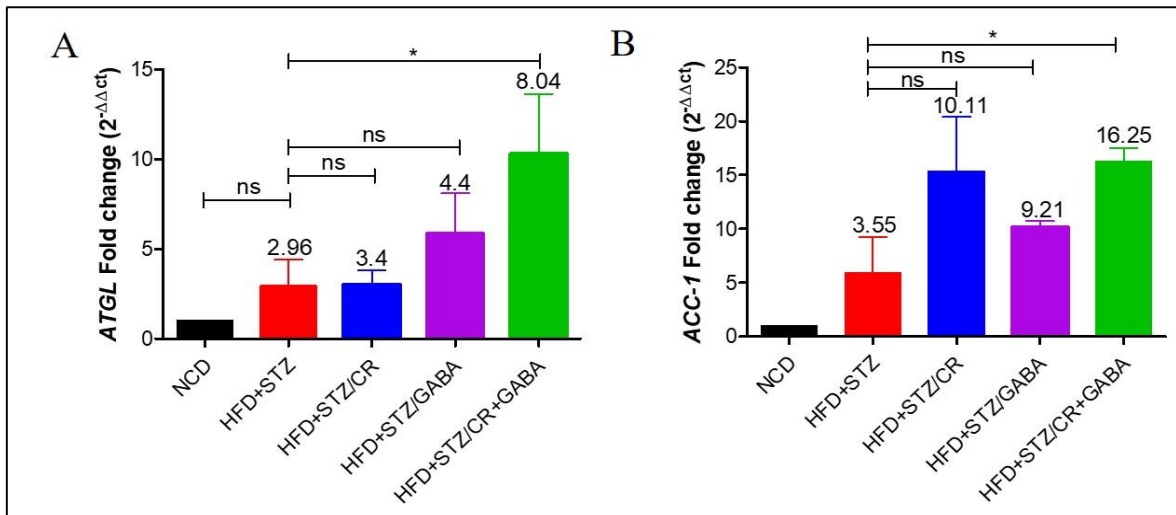 A
ATGL Fold change (2^-ΔΔct)
15
10
5
0
*
ns
ns
ns
2.96
3.4
4.4
8.04
NCD
HFD+STZ
HFD+STZ/CR
HFD+STZ/GABA
HFD+STZ/CR+GABA
B
ACC-1 Fold change (2^-ΔΔct)
25
20
15
10
5
0
*
ns
ns
3.55
10.11
9.21
16.25
NCD
HFD+STZ
HFD+STZ/CR
HFD+STZ/GABA
HFD+STZ/CR+GABA